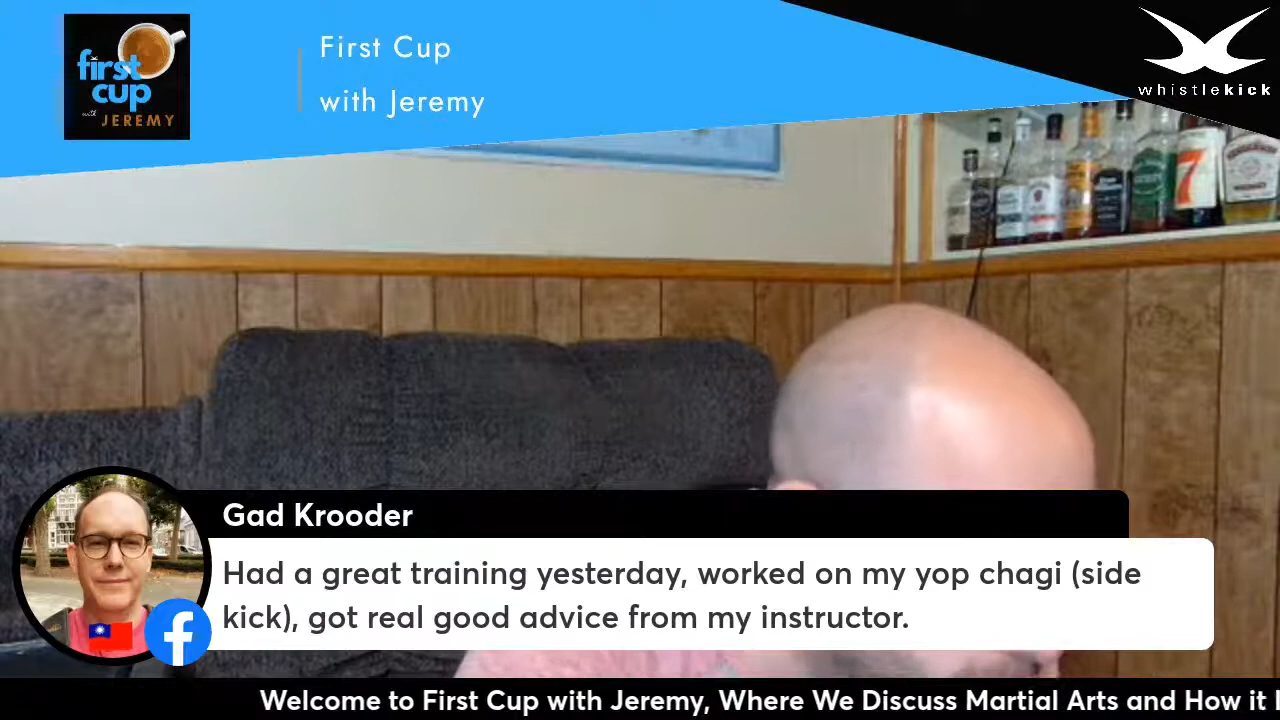 first
cup
with
JEREMY
First Cup
with Jeremy
whistlekick
7
Gad Krooder
Had a great training yesterday, worked on my yop chagi (side
kick), got real good advice from my instructor.
Welcome to First Cup with Jeremy, Where We Discuss Martial Arts and How it